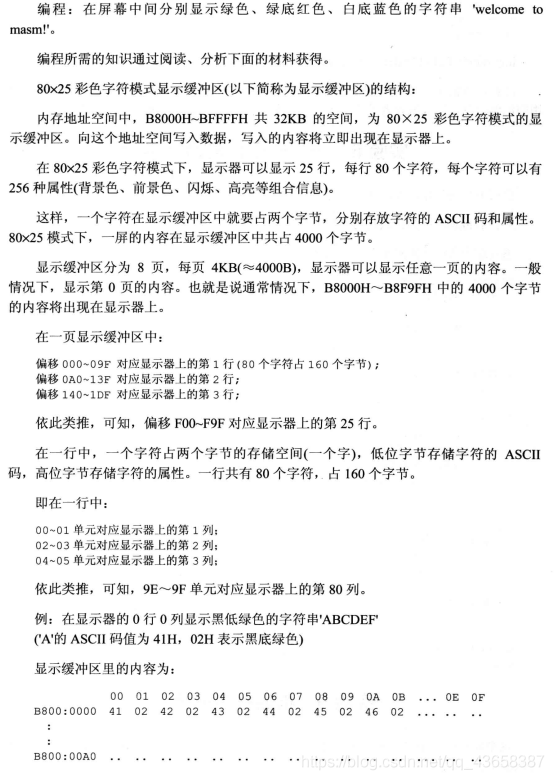 编程：在屏幕中间分别显示绿色、绿底红色、白底蓝色的字符串 'welcome to
masm!'。
编程所需的知识通过阅读、分析下面的材料获得。
80×25 彩色字符模式显示缓冲区(以下简称为显示缓冲区)的结构：
内存地址空间中，B8000H~BFFFFH 共 32KB 的空间，为 80×25 彩色字符模式的显
示缓冲区。向这个地址空间写入数据，写入的内容将立即出现在显示器上。
在 80×25 彩色字符模式下，显示器可以显示 25 行，每行 80 个字符，每个字符可以有
256 种属性(背景色、前景色、闪烁、高亮等组合信息)。
这样，一个字符在显示缓冲区中就要占两个字节，分别存放字符的 ASCII 码和属性。
80×25 模式下，一屏的内容在显示缓冲区中共占 4000 个字节。
显示缓冲区分为 8 页，每页 4KB(≈4000B)，显示器可以显示任意一页的内容。一般
情况下，显示第 0 页的内容。也就是说通常情况下，B8000H～B8F9FH 中的 4000 个字节
的内容将出现在显示器上。
在一页显示缓冲区中：
偏移 000~09F 对应显示器上的第 1 行(80 个字符占 160 个字节)；
偏移 0A0~13F 对应显示器上的第 2 行；
偏移 140~1DF 对应显示器上的第 3 行；
依此类推，可知，偏移 F00~F9F 对应显示器上的第 25 行。
在一行中，一个字符占两个字节的存储空间(一个字)，低位字节存储字符的 ASCII
码，高位字节存储字符的属性。一行共有 80 个字符，占 160 个字节。
即在一行中：
00~01 单元对应显示器上的第 1 列；
02~03 单元对应显示器上的第 2 列；
04~05 单元对应显示器上的第 3 列；
依此类推，可知，9E～9F 单元对应显示器上的第 80 列。
例：在显示器的 0 行 0 列显示黑低绿色的字符串'ABCDEF'
('A'的 ASCII 码值为 41H，02H 表示黑底绿色)
显示缓冲区里的内容为：
00 01 02 03 04 05 06 07 08 09 0A 0B ... 0E 0F
B800:0000 41 02 42 02 43 02 44 02 45 02 46 02 ... .. ..
:
:
B800:00A0 .. .. .. .. .. .. .. .. .. .. .. .. ... .. ..
https://blog.csdn.net/qq_43658387